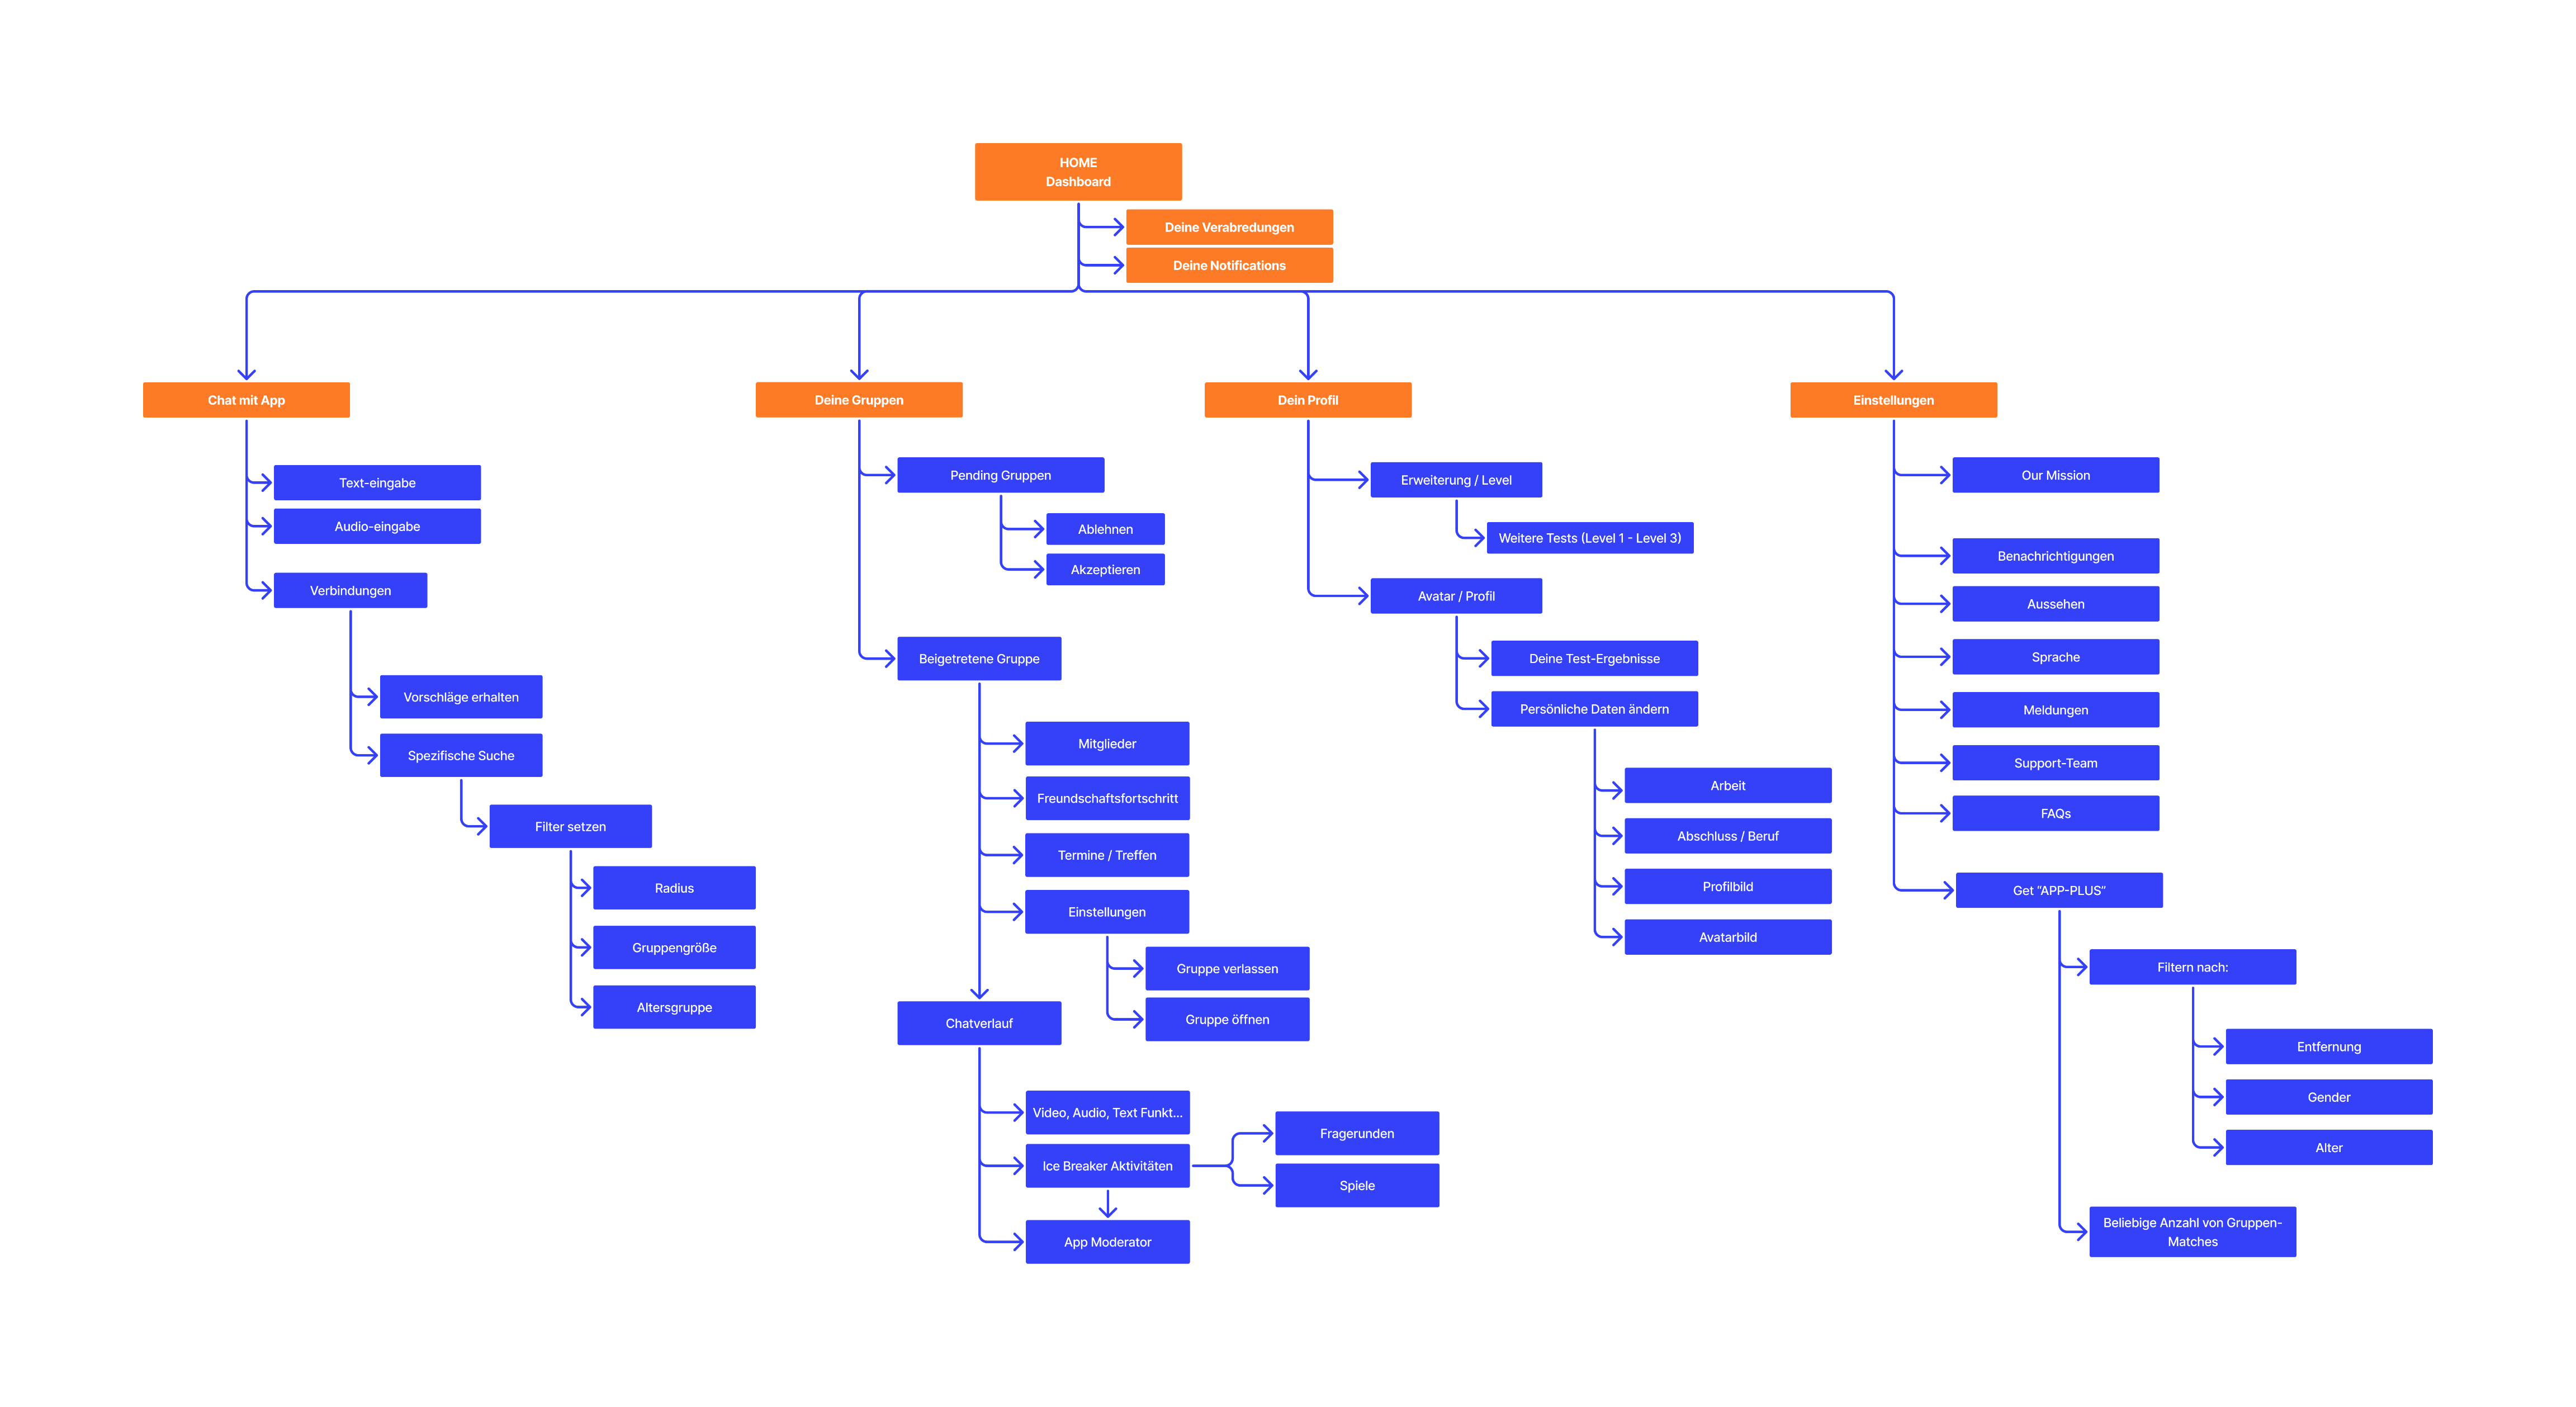 HOME
Dashboard
Deine Verabredungen
Deine Notifications
Chat mit App
Text-eingabe
Audio-eingabe
Verbindungen
Vorschläge erhalten
Spezifische Suche
Filter setzen
Radius
Gruppengröße
Altersgruppe
Deine Gruppen
Pending Gruppen
Ablehnen
Akzeptieren
Beigetretene Gruppe
Mitglieder
Freundschaftsfortschritt
Termine / Treffen
Einstellungen
Gruppe verlassen
Gruppe öffnen
Chatverlauf
Video, Audio, Text Funkt...
Ice Breaker Aktivitäten
Fragerunden
Spiele
App Moderator
Dein Profil
Erweiterung / Level
Weitere Tests (Level 1 - Level 3)
Avatar / Profil
Deine Test-Ergebnisse
Persönliche Daten ändern
Arbeit
Abschluss / Beruf
Profilbild
Avatarbild
Einstellungen
Our Mission
Benachrichtigungen
Aussehen
Sprache
Meldungen
Support-Team
FAQs
Get “APP-PLUS”
Filtern nach:
Entfernung
Gender
Alter
Beliebige Anzahl von Gruppen-
Matches